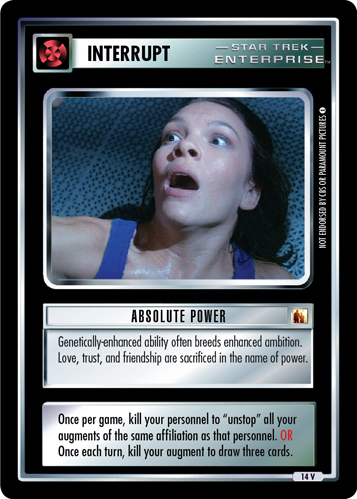 INTERRUPT
STAR TREK
ENTERPRISE™
NOT ENDORSED BY CBS OR PARAMOUNT PICTURES
ABSOLUTE POWER
Genetically-enhanced ability often breeds enhanced ambition.
Love, trust, and friendship are sacrificed in the name of power.
Once per game, kill your personnel to “unstop” all your
augments of the same affiliation as that personnel. OR
Once each turn, kill your augment to draw three cards.
14 V